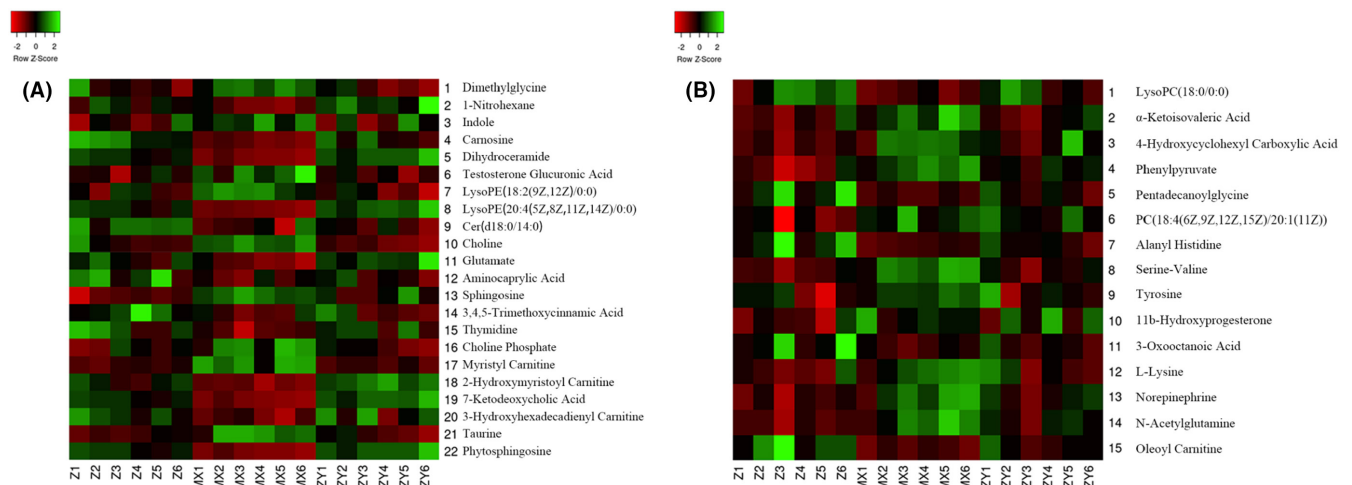 -2 0 2
Row Z-Score
(A)
1 Dimethylglycine
2 1-Nitrohexane
3 Indole
4 Carnosine
5 Dihydroceramide
6 Testosterone Glucuronic Acid
7 LysoPE(18:2(9Z,12Z)/0:0)
8 LysoPE(20:4(5Z,8Z,11Z,14Z)/0:0)
9 Cer(d18:0/14:0)
10 Choline
11 Glutamate
12 Aminocaprylic Acid
13 Sphingosine
14 3,4,5-Trimethoxycinnamic Acid
15 Thymidine
16 Choline Phosphate
17 Myristyl Carnitine
18 2-Hydroxymyristoyl Carnitine
19 7-Ketodeoxycholic Acid
20 3-Hydroxyhexadecadienyl Carnitine
21 Taurine
22 Phytosphingosine
Z1 Z2 Z3 Z4 Z5 Z6 MX1 MX2 MX3 MX4 MX5 MX6 ZY1 ZY2 ZY3 ZY4 ZY5 ZY6
-2 0 2
Row Z-Score
(B)
1 LysoPC(18:0/0:0)
2 α-Ketoisovaleric Acid
3 4-Hydroxycyclohexyl Carboxylic Acid
4 Phenylpyruvate
5 Pentadecanoylglycine
6 PC(18:4(6Z,9Z,12Z,15Z)/20:1(11Z))
7 Alanyl Histidine
8 Serine-Valine
9 Tyrosine
10 11b-Hydroxyprogesterone
11 3-Oxooctanoic Acid
12 L-Lysine
13 Norepinephrine
14 N-Acetylglutamine
15 Oleoyl Carnitine
Z1 Z2 Z3 Z4 Z5 Z6 MX1 MX2 MX3 MX4 MX5 MX6 ZY1 ZY2 ZY3 ZY4 ZY5 ZY6